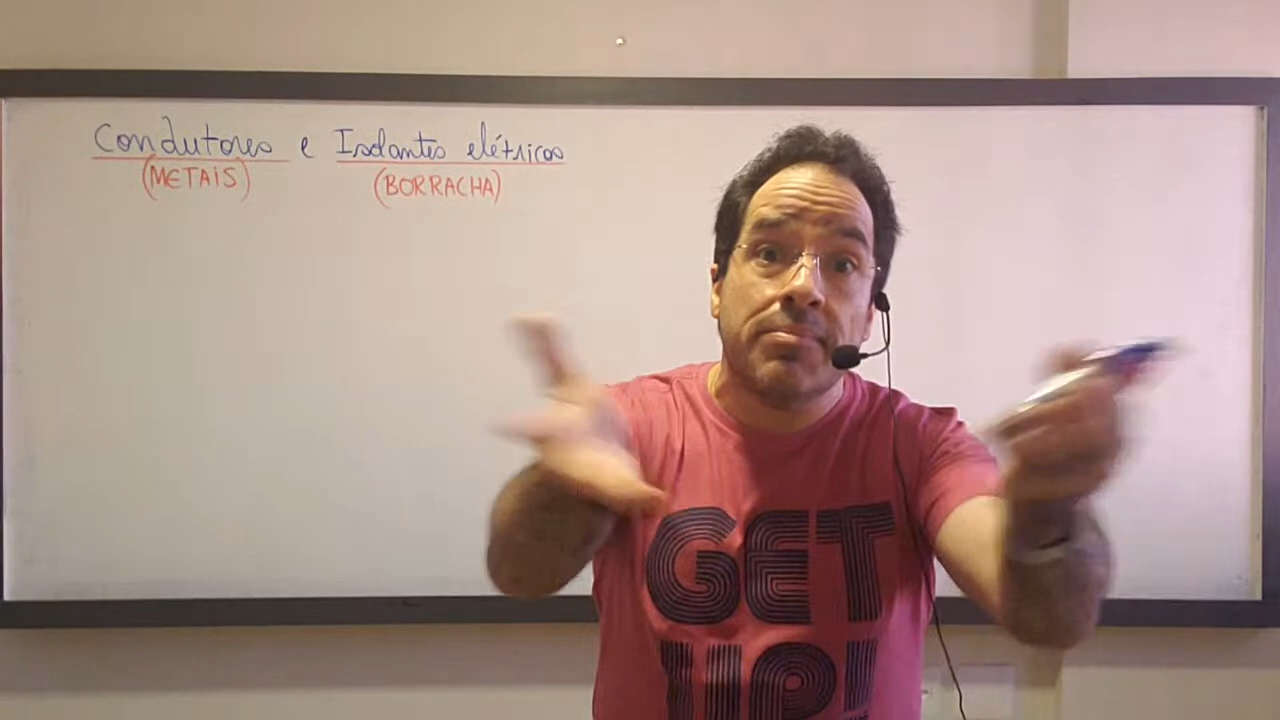 Condutores e Isolantes elétricos
(METAIS) (BORRACHA)
GET
UP!